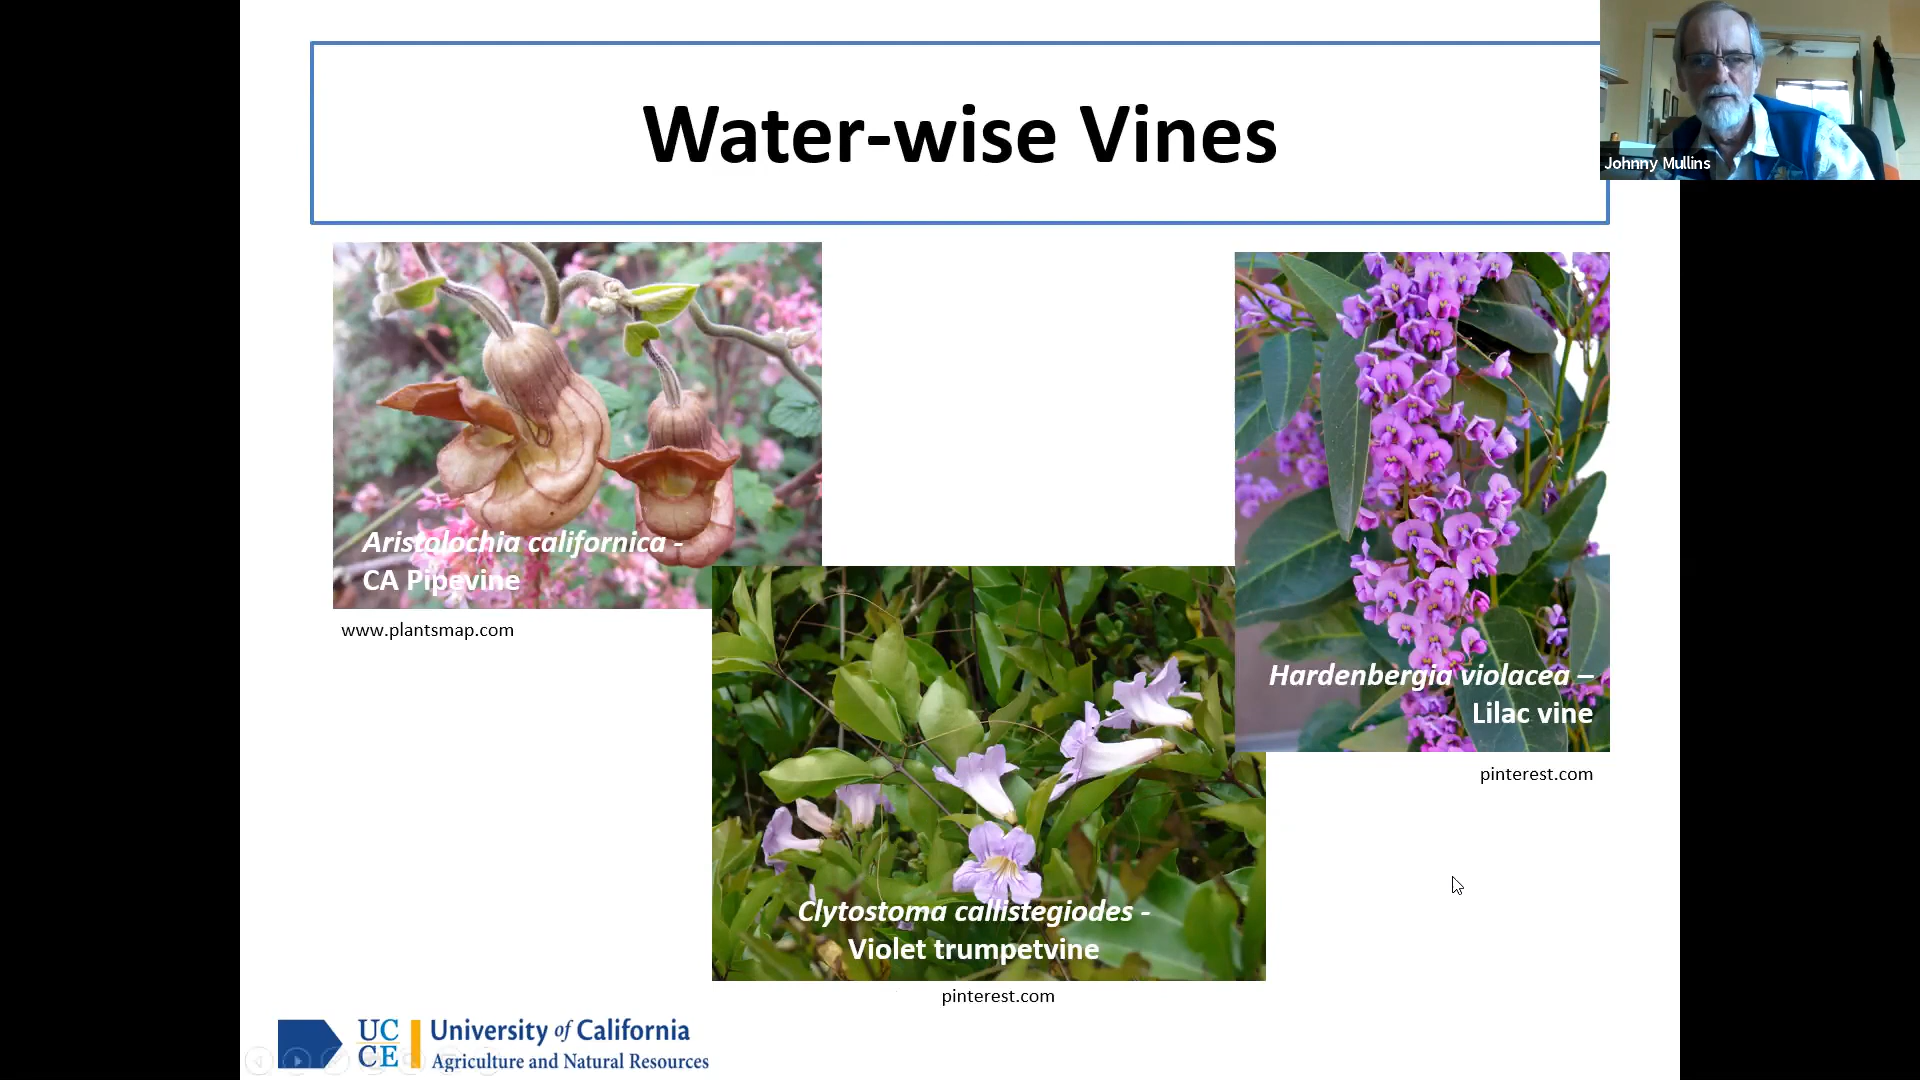 Water-wise Vines
Johnny Mullins
Aristolochia californica -
CA Pipevine
www.plantsmap.com
Hardenbergia violacea –
Lilac vine
pinterest.com
Clytostoma callistegiodes -
Violet trumpetvine
pinterest.com
UC
CE
University of California
Agriculture and Natural Resources